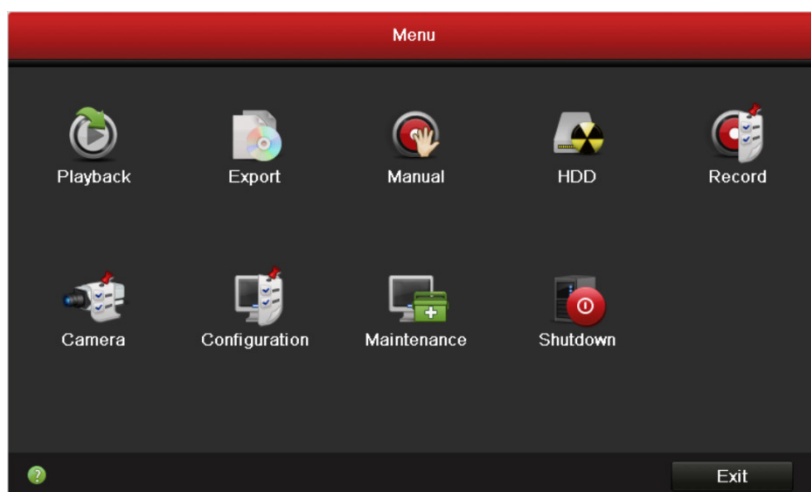 Menu
Playback
Export
Manual
HDD
Record
Camera
Configuration
Maintenance
Shutdown
?
Exit